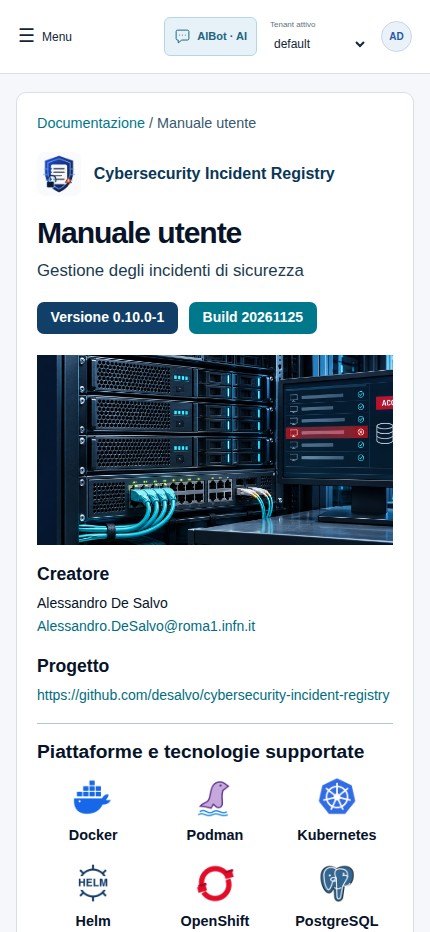 Menu
AIBot · AI
Tenant attivo
default
AD
Documentazione / Manuale utente
Cybersecurity Incident Registry
Manuale utente
Gestione degli incidenti di sicurezza
Versione 0.10.0-1
Build 20261125
ACC
Creatore
Alessandro De Salvo
Alessandro.DeSalvo@roma1.infn.it
Progetto
https://github.com/desalvo/cybersecurity-incident-registry
Piattaforme e tecnologie supportate
Docker
Podman
Kubernetes
HELM
Helm
OpenShift
PostgreSQL